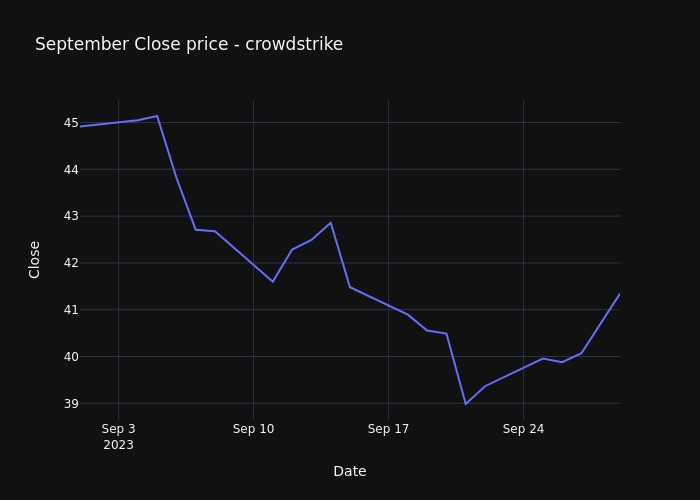 September Close price - crowdstrike
45
44
43
42
41
40
39
Close
Sep 3
2023
Sep 10
Sep 17
Sep 24
Date